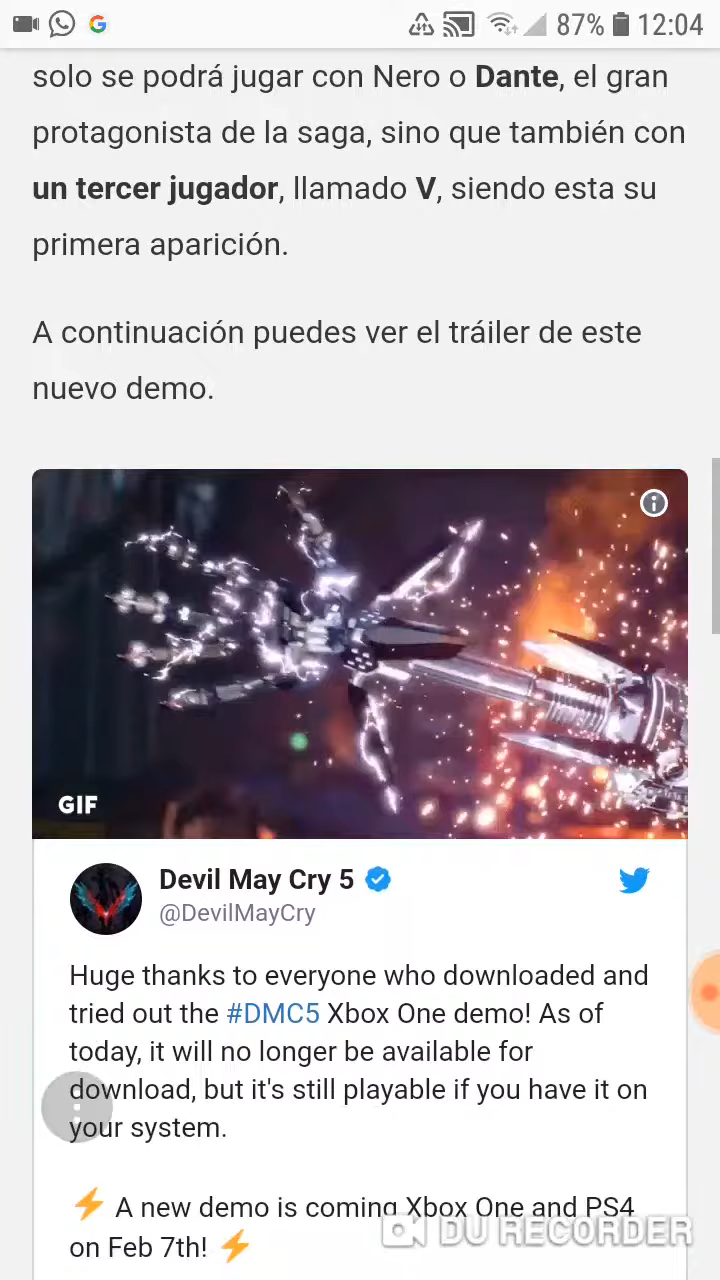 87% 12:04
solo se podrá jugar con Nero o Dante, el gran
protagonista de la saga, sino que también con
un tercer jugador, llamado V, siendo esta su
primera aparición.
A continuación puedes ver el tráiler de este
nuevo demo.
GIF
Devil May Cry 5
@DevilMayCry
Huge thanks to everyone who downloaded and
tried out the #DMC5 Xbox One demo! As of
today, it will no longer be available for
download, but it's still playable if you have it on
your system.
⚡ A new demo is coming Xbox One and PS4
on Feb 7th! ⚡
DU RECORDER